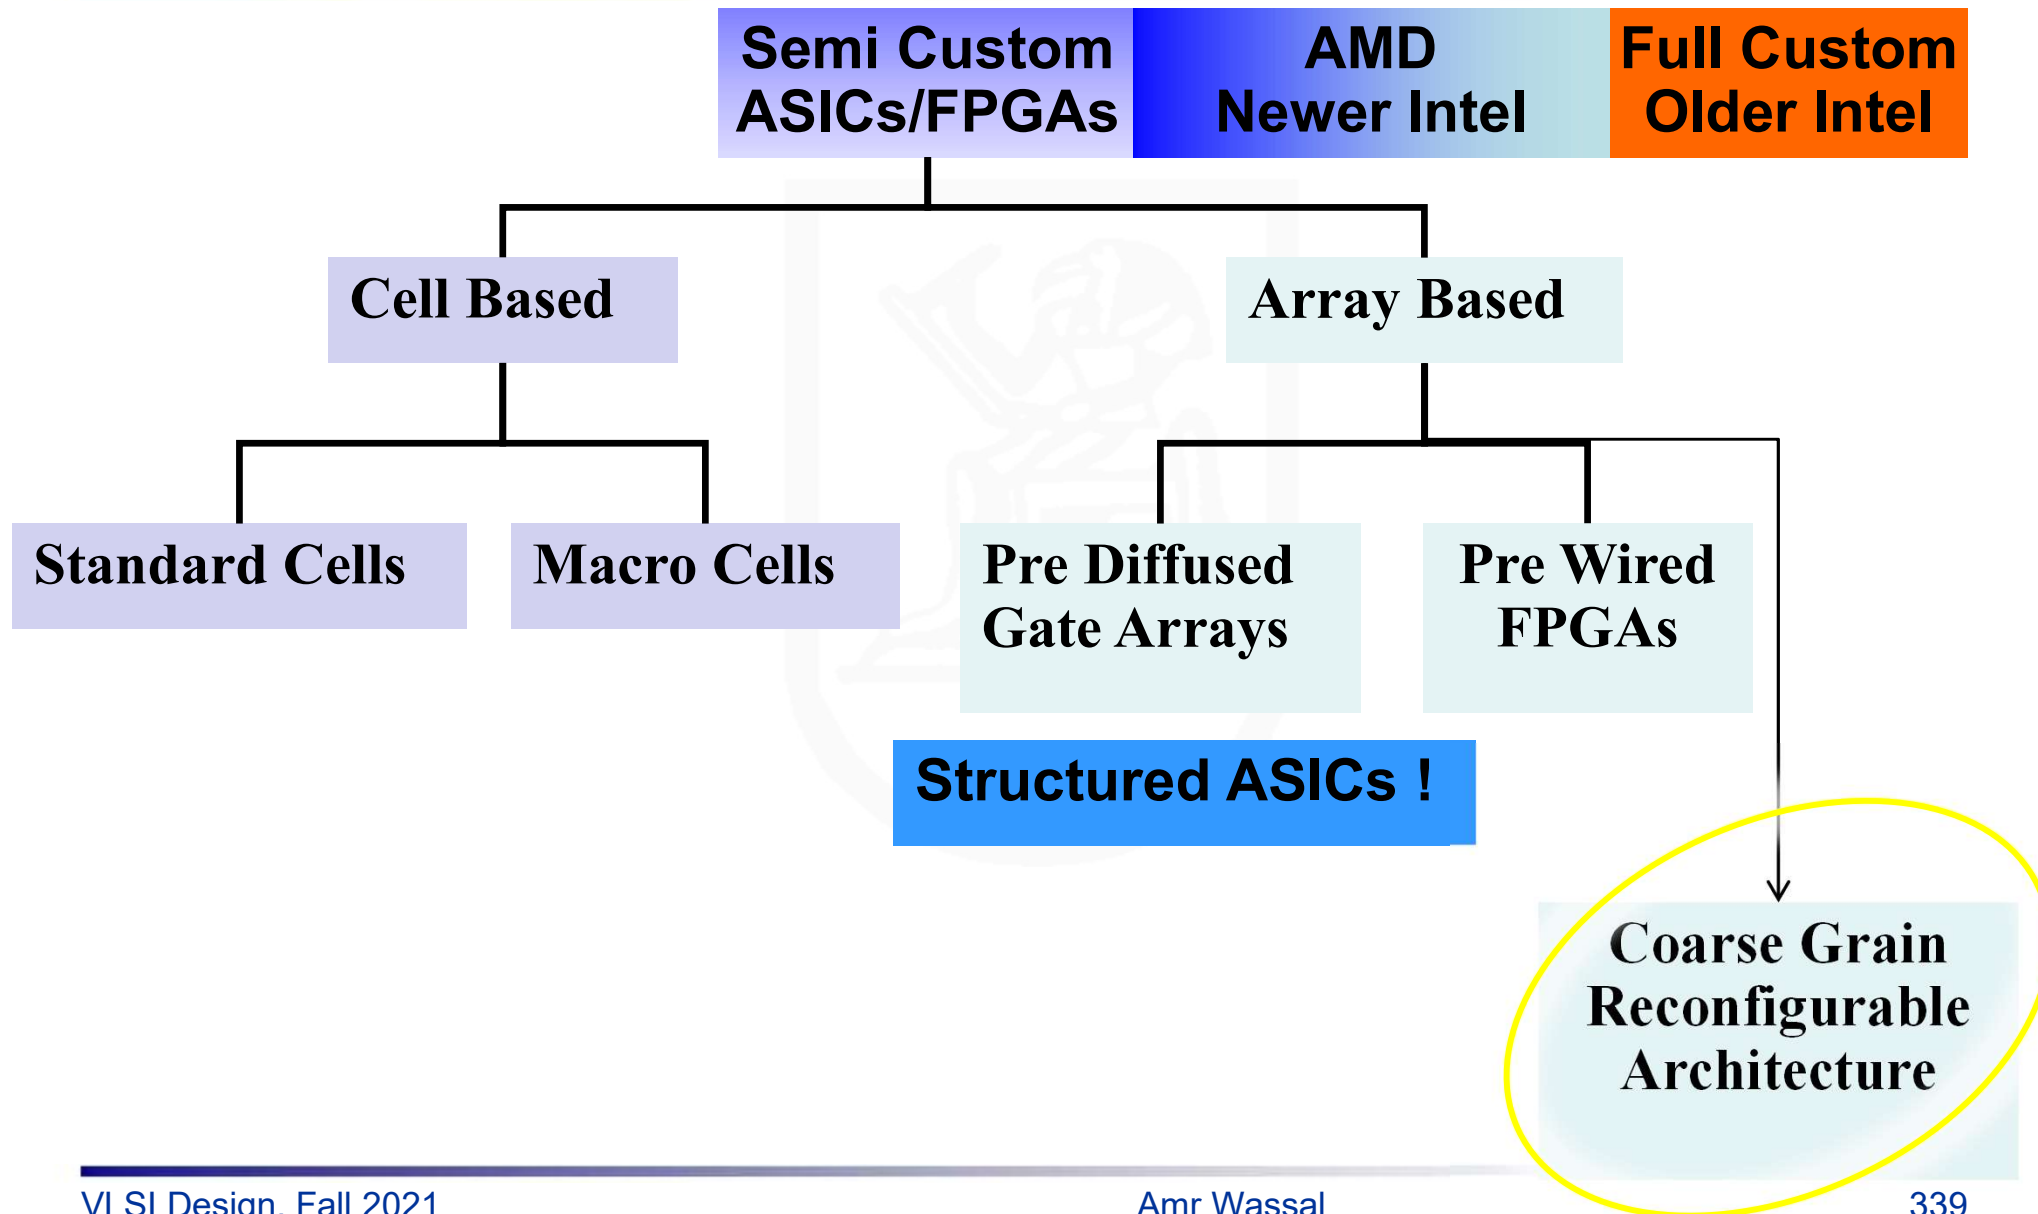 Semi Custom
ASICs/FPGAs
AMD
Newer Intel
Full Custom
Older Intel
Cell Based
Array Based
Standard Cells
Macro Cells
Pre Diffused
Gate Arrays
Pre Wired
FPGAs
Structured ASICs !
Coarse Grain
Reconfigurable
Architecture
VLSI Design, Fall 2021
Amr Wassal
339